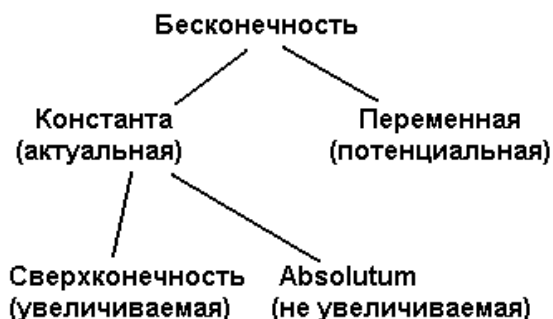 Бесконечность
Константа Переменная
(актуальная) (потенциальная)
Сверхконечность Absolutum
(увеличиваемая) (не увеличиваемая)